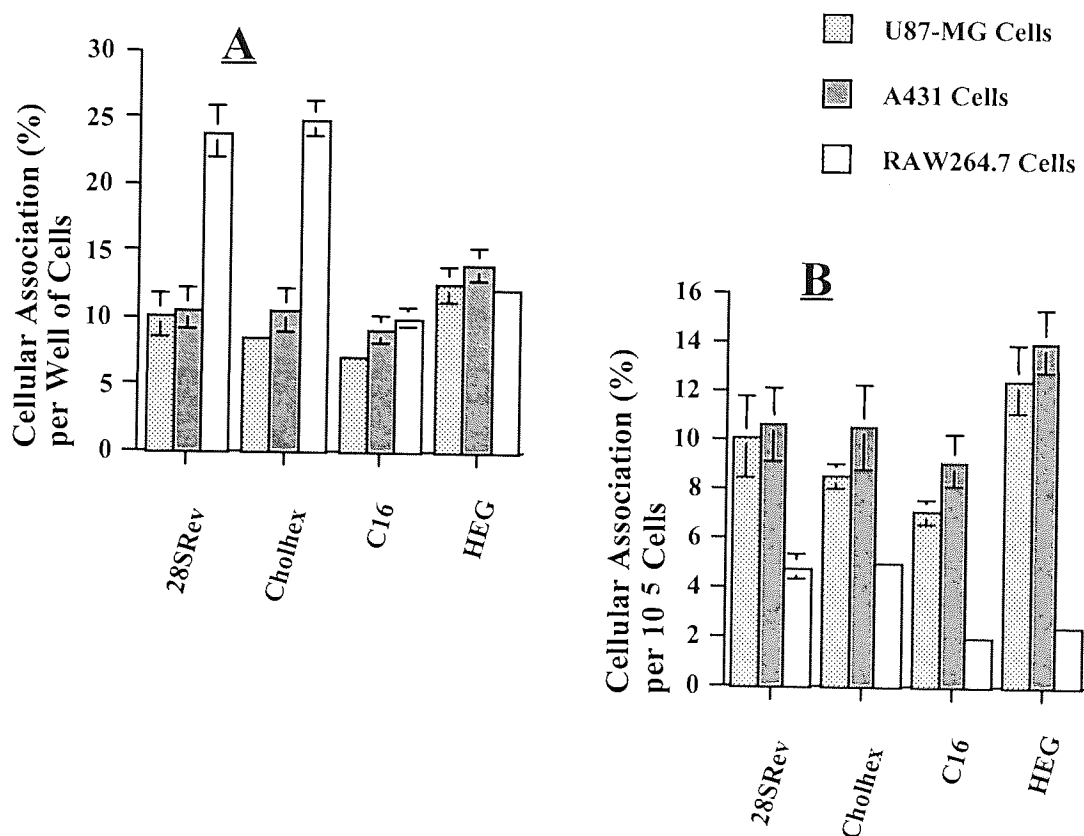 A
30
25
20
15
10
5
0
Cellular Association (%)
per Well of Cells
28SRev
Cholhex
C16
HEG
U87-MG Cells
A431 Cells
RAW264.7 Cells
B
16
14
12
10
8
6
4
2
0
Cellular Association (%)
per 10 5 Cells
28SRev
Cholhex
C16
HEG